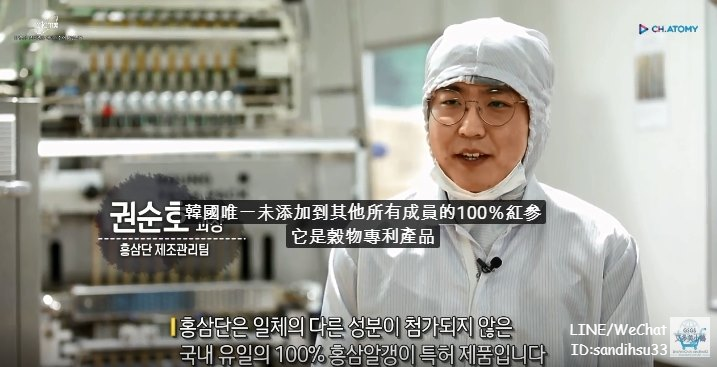 CH.ATOMY
권순호 과장
홍삼단 제조관리팀
韓國唯一未添加到其他所有成員的100%紅参
它是穀物專利產品
홍삼단은 일체의 다른 성분이 첨가되지 않은
국내 유일의 100% 홍삼알갱이 특허 제품입니다
LINE/WeChat
ID:sandihsu33